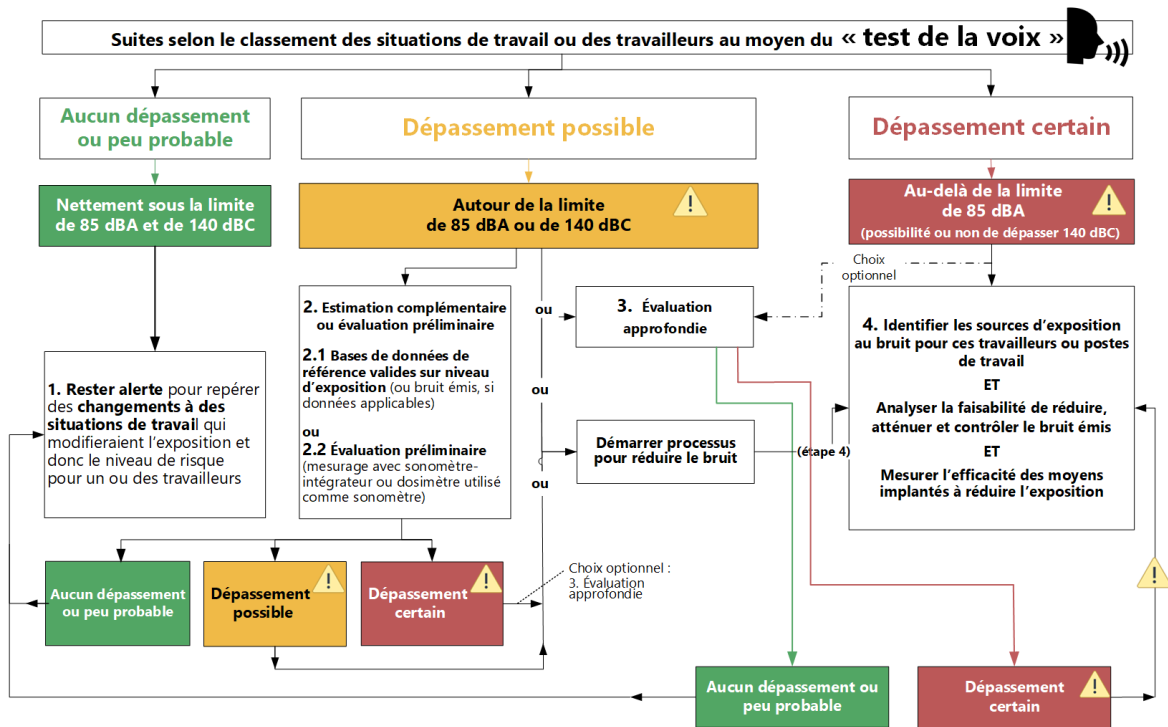 Suites selon le classement des situations de travail ou des travailleurs au moyen du « test de la voix »
Aucun dépassement
ou peu probable
Dépassement possible
Dépassement certain
Nettement sous la limite
de 85 dBA et de 140 dBC
Autour de la limite
de 85 dBA ou de 140 dBC
!
Au-delà de la limite
de 85 dBA
(possibilité ou non de dépasser 140 dBC)
!
Choix
optionnel
1. Rester alerte pour repérer
des changements à des
situations de travail qui
modifieraient l'exposition et
donc le niveau de risque
pour un ou des travailleurs
2. Estimation complémentaire
ou évaluation préliminaire
2.1 Bases de données de
référence valides sur niveau
d'exposition (ou bruit émis, si
données applicables)
ou
2.2 Évaluation préliminaire
(mesurage avec sonomètre-
intégrateur ou dosimètre utilisé
comme sonomètre)
ou
ou
ou
3. Évaluation
approfondie
Démarrer processus
pour réduire le bruit
(étape 4)
4. Identifier les sources d'exposition
au bruit pour ces travailleurs ou postes
de travail
ET
Analyser la faisabilité de réduire,
atténuer et contrôler le bruit émis
ET
Mesurer l'efficacité des moyens
implantés à réduire l'exposition
!
Aucun dépassement
ou peu probable
Dépassement
possible
!
Dépassement
certain
!
Choix optionnel :
3. Évaluation
approfondie
Aucun dépassement ou
peu probable
Dépassement
certain
!